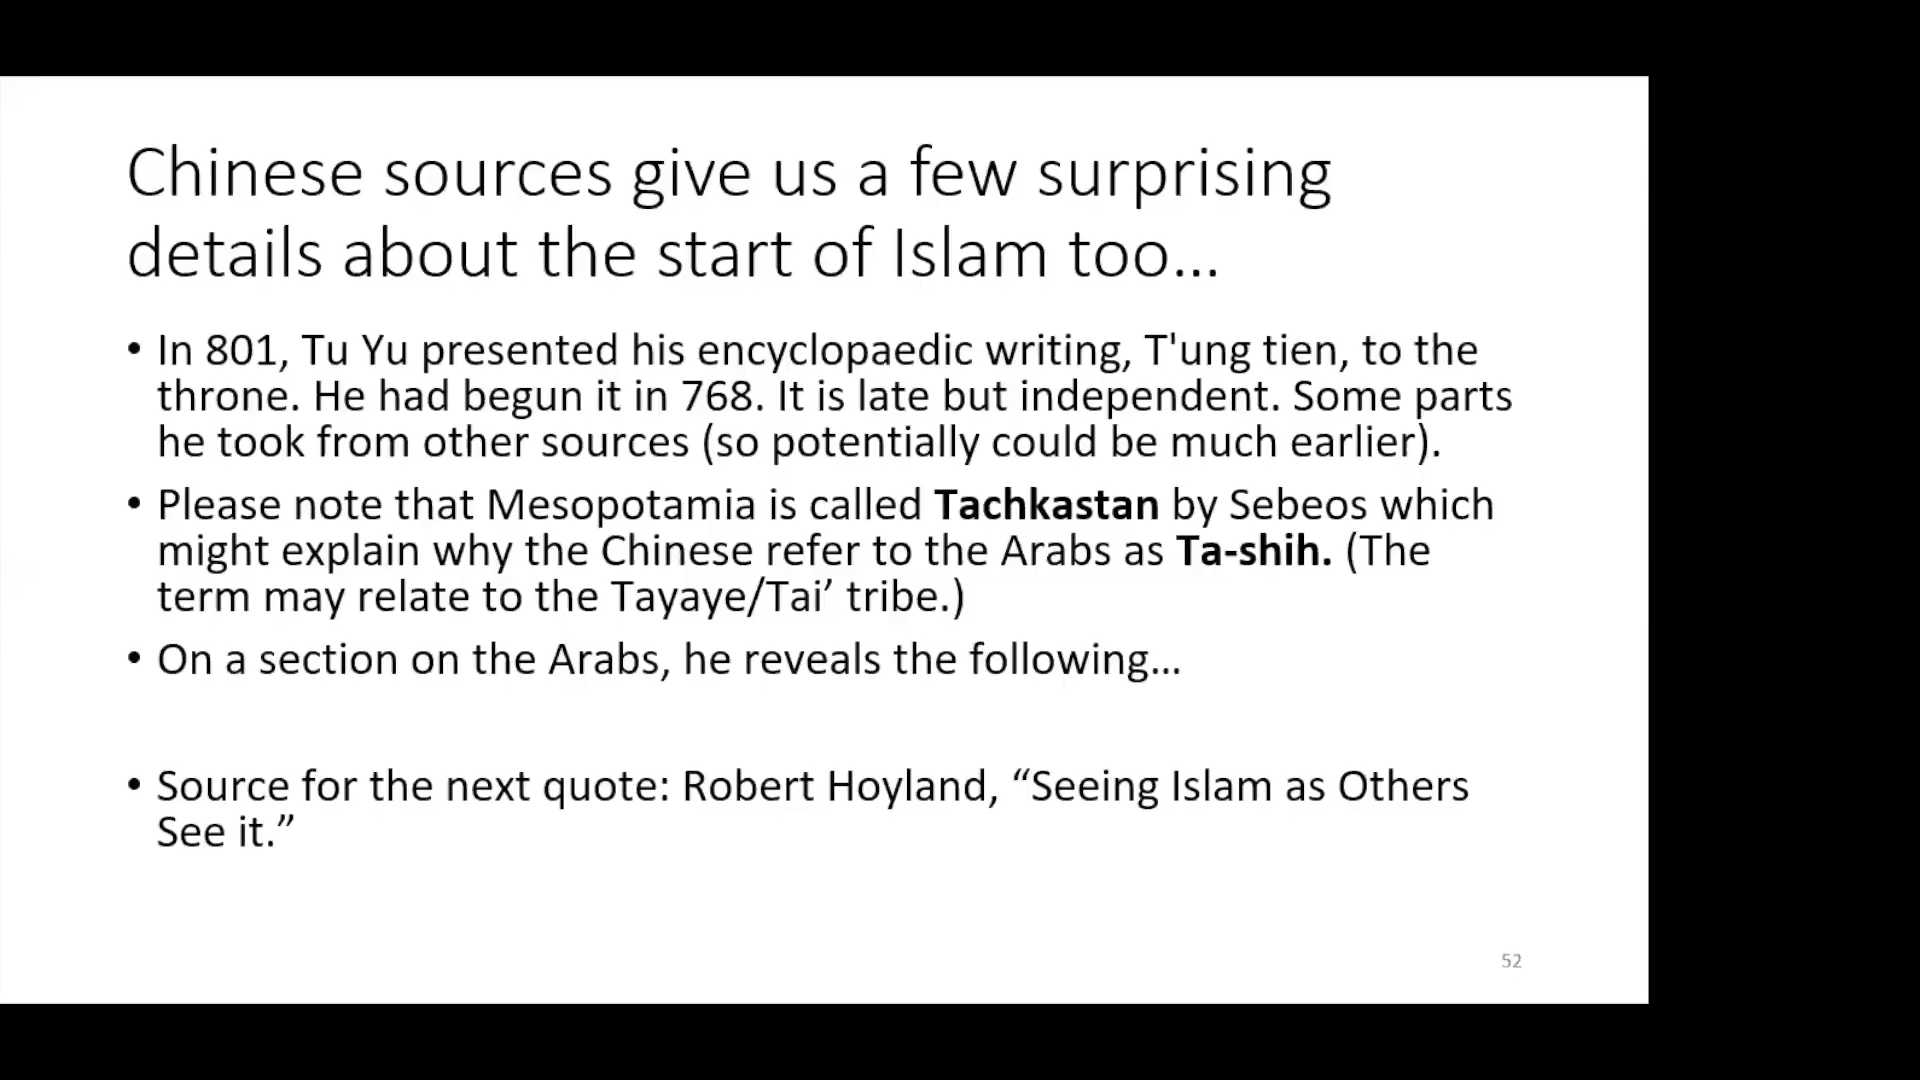 Chinese sources give us a few surprising
details about the start of Islam too...
• In 801, Tu Yu presented his encyclopaedic writing, T'ung tien, to the
throne. He had begun it in 768. It is late but independent. Some parts
he took from other sources (so potentially could be much earlier).
• Please note that Mesopotamia is called Tachkastan by Sebeos which
might explain why the Chinese refer to the Arabs as Ta-shih. (The
term may relate to the Tayaye/Tai’ tribe.)
• On a section on the Arabs, he reveals the following...
• Source for the next quote: Robert Hoyland, “Seeing Islam as Others
See it.”
52